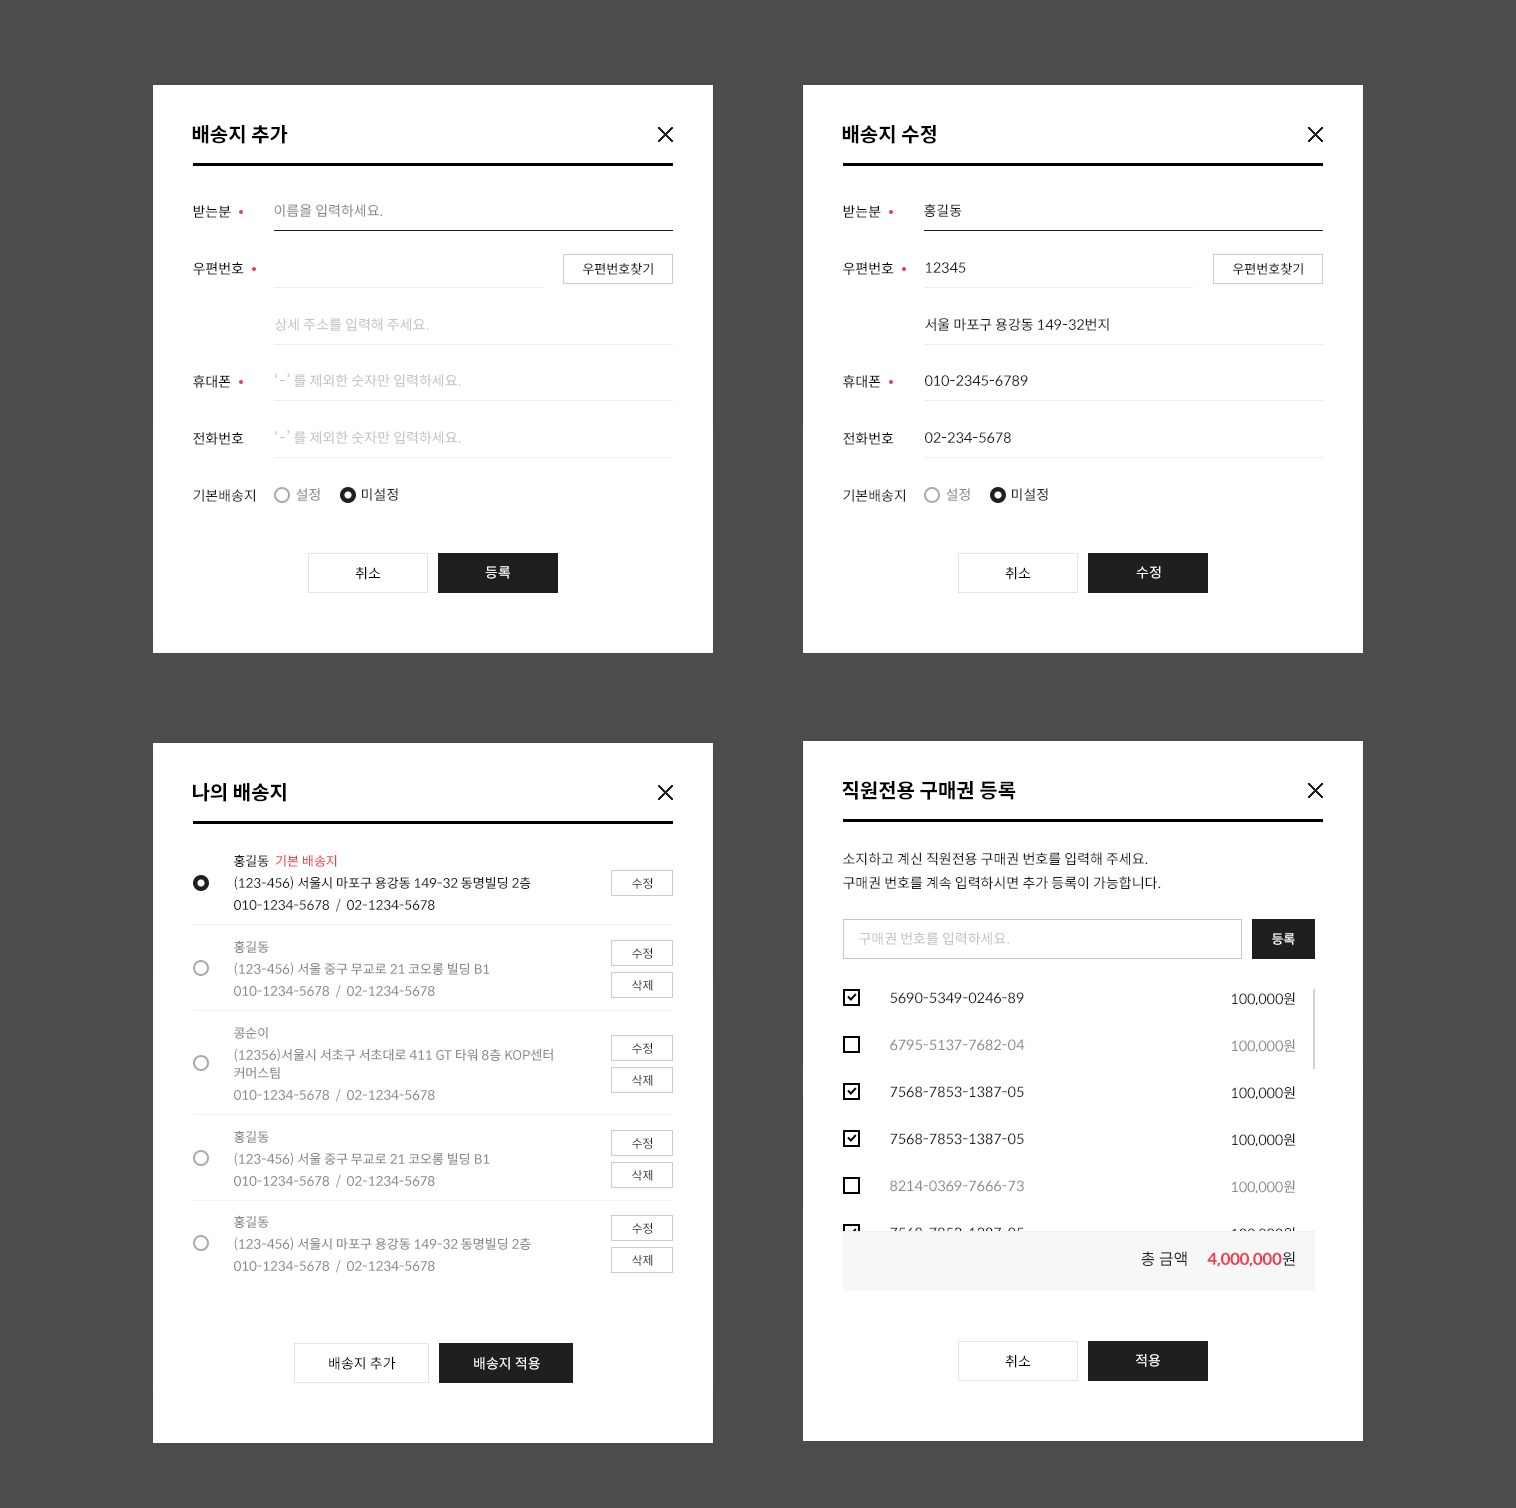 배송지 추가
받는분
이름을 입력하세요.
우편번호
우편번호찾기
상세 주소를 입력해 주세요.
휴대폰
‘-’ 를 제외한 숫자만 입력하세요.
전화번호
‘-’ 를 제외한 숫자만 입력하세요.
기본배송지
설정
미설정
취소
등록
배송지 수정
받는분
홍길동
우편번호
12345
우편번호찾기
서울 마포구 용강동 149-32번지
휴대폰
010-2345-6789
전화번호
02-234-5678
기본배송지
설정
미설정
취소
수정
나의 배송지
홍길동 기본 배송지
(123-456) 서울시 마포구 용강동 149-32 동명빌딩 2층
010-1234-5678 / 02-1234-5678
수정
홍길동
(123-456) 서울 중구 무교로 21 코오롱 빌딩 B1
010-1234-5678 / 02-1234-5678
수정
삭제
콩순이
(12356)서울시 서초구 서초대로 411 GT 타워 8층 KOP센터
커머스팀
010-1234-5678 / 02-1234-5678
수정
삭제
홍길동
(123-456) 서울 중구 무교로 21 코오롱 빌딩 B1
010-1234-5678 / 02-1234-5678
수정
삭제
홍길동
(123-456) 서울시 마포구 용강동 149-32 동명빌딩 2층
010-1234-5678 / 02-1234-5678
수정
삭제
배송지 추가
배송지 적용
직원전용 구매권 등록
소지하고 계신 직원전용 구매권 번호를 입력해 주세요.
구매권 번호를 계속 입력하시면 추가 등록이 가능합니다.
구매권 번호를 입력하세요.
등록
5690-5349-0246-89 100,000원
6795-5137-7682-04 100,000원
7568-7853-1387-05 100,000원
7568-7853-1387-05 100,000원
8214-0369-7666-73 100,000원
총 금액 4,000,000원
취소
적용